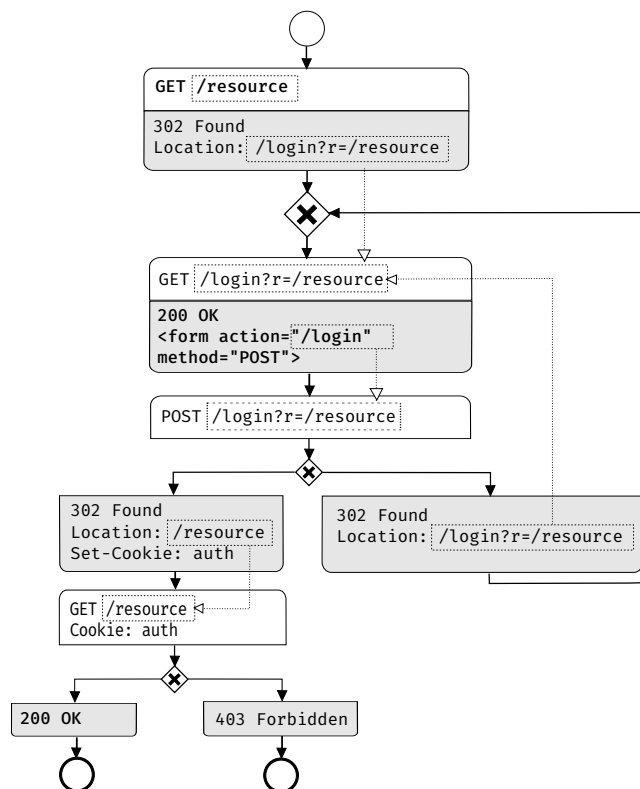 GET /resource
302 Found
Location: /login?r=/resource
GET /login?r=/resource
200 OK
<form action="/login"
method="POST">
POST /login?r=/resource
302 Found
Location: /resource
Set-Cookie: auth
302 Found
Location: /login?r=/resource
GET /resource
Cookie: auth
200 OK
403 Forbidden